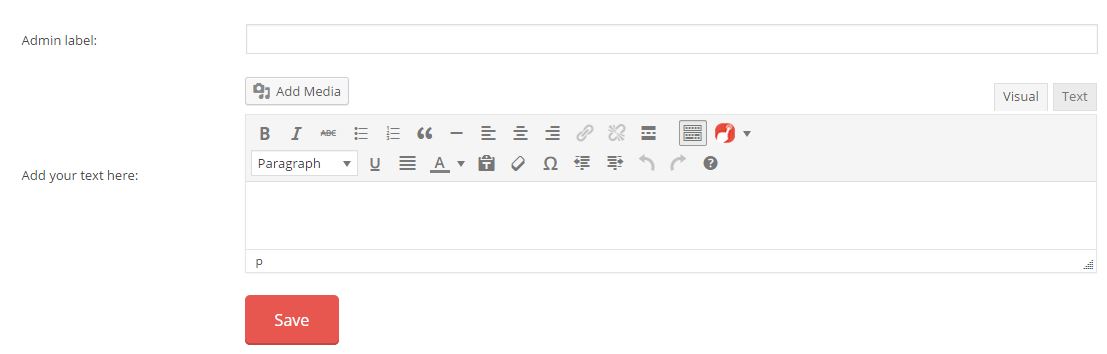 Admin label:
Add Media
Visual Text
B I ABC
Paragraph U A T Ω ?
Add your text here:
p
Save